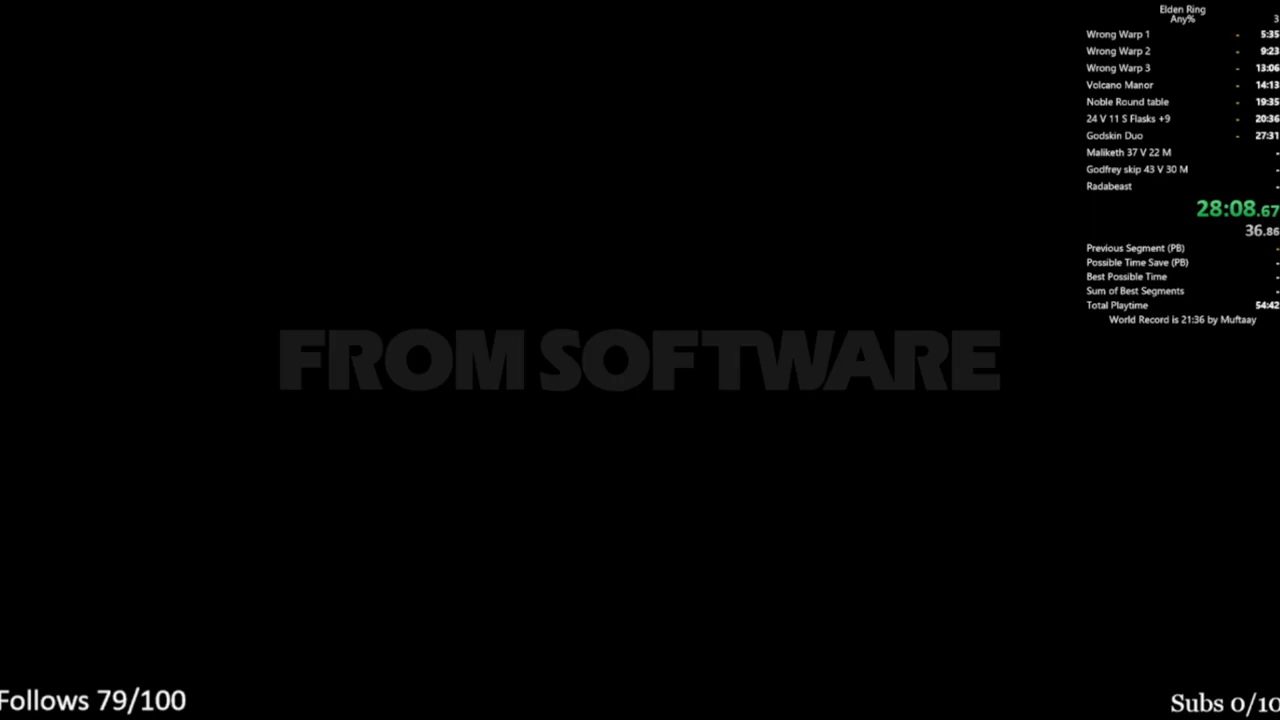 Elden Ring
Any%
3
Wrong Warp 1 - 5:35
Wrong Warp 2 - 9:23
Wrong Warp 3 - 13:06
Volcano Manor - 14:13
Noble Round table - 19:35
24 V 11 S Flasks +9 - 20:36
Godskin Duo - 27:31
Maliketh 37 V 22 M -
Godfrey skip 43 V 30 M -
Radabeast -
28:08.67
36.86
Previous Segment (PB) -
Possible Time Save (PB) -
Best Possible Time -
Sum of Best Segments -
Total Playtime 54:42
World Record is 21:36 by Muftaay
FROMSOFTWARE
Follows 79/100
Subs 0/10